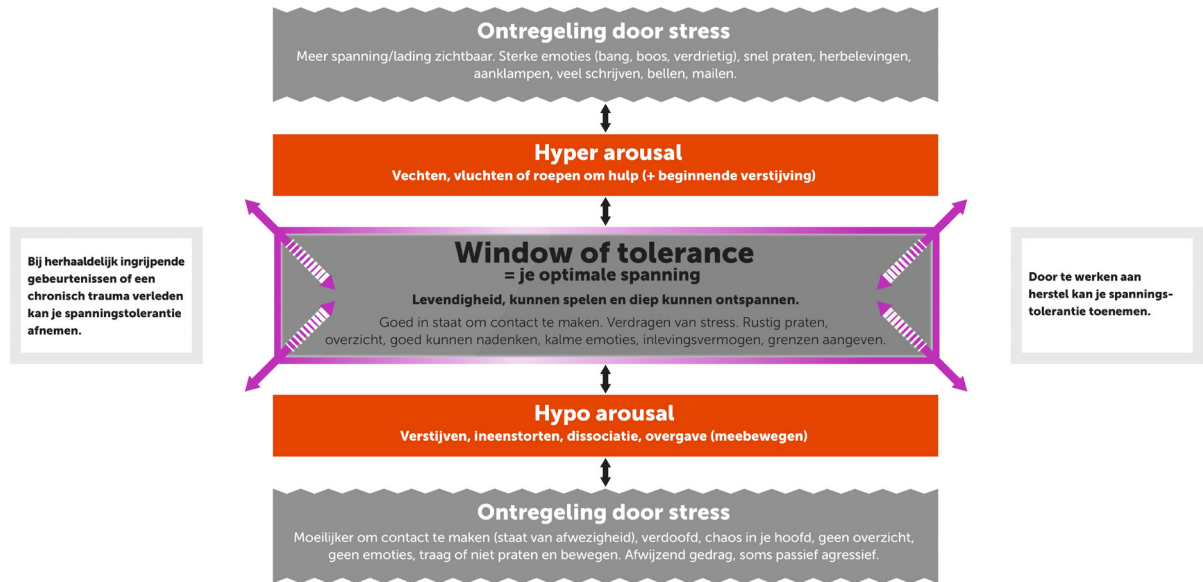 Ontregeling door stress
Meer spanning/lading zichtbaar. Sterke emoties (bang, boos, verdrietig), snel praten, herbelevingen,
aanklampen, veel schrijven, bellen, mailen.
Hyper arousal
Vechten, vluchten of roepen om hulp (+ beginnende verstijving)
Bij herhaaldelijk ingrijpende
gebeurtenissen of een
chronisch trauma verleden
kan je spanningstolerantie
afnemen.
Window of tolerance
= je optimale spanning
Levendigheid, kunnen spelen en diep kunnen ontspannen.
Goed in staat om contact te maken. Verdragen van stress. Rustig praten,
overzicht, goed kunnen nadenken, kalme emoties, inlevingsvermogen, grenzen aangeven.
Door te werken aan
herstel kan je spannings-
tolerantie toenemen.
Hypo arousal
Verstijven, ineenstorten, dissociatie, overgave (meebewegen)
Ontregeling door stress
Moeilijker om contact te maken (staat van afwezigheid), verdoofd, chaos in je hoofd, geen overzicht,
geen emoties, traag of niet praten en bewegen. Afwijzend gedrag, soms passief agressief.